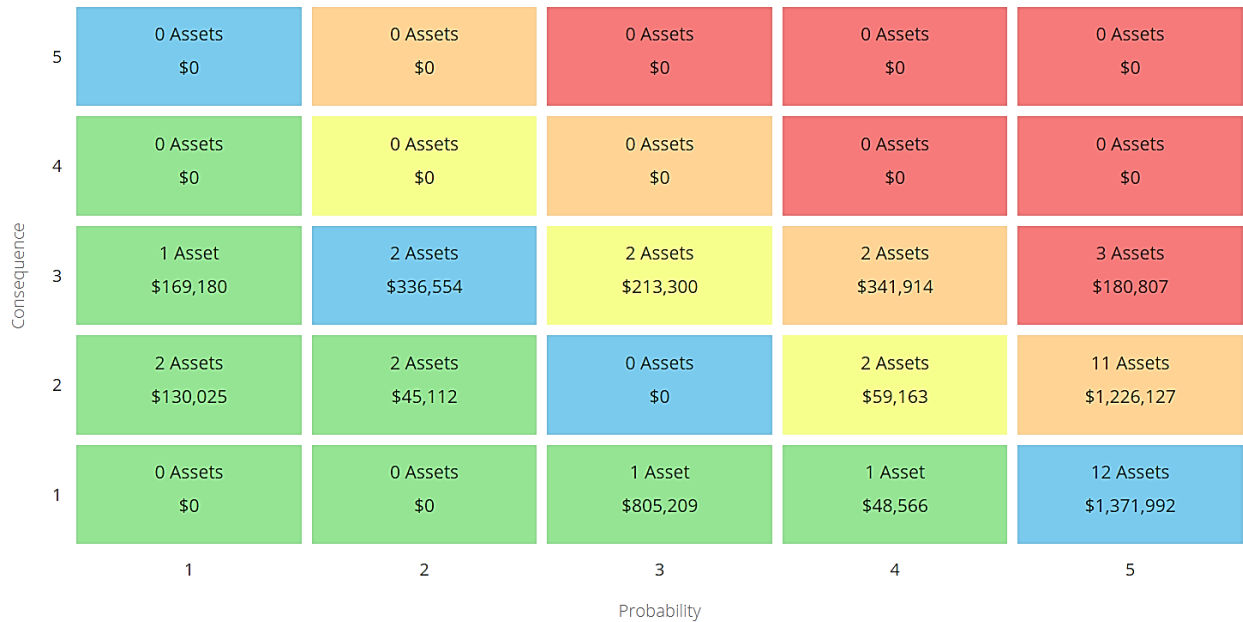 5
0 Assets
$0
0 Assets
$0
0 Assets
$0
0 Assets
$0
0 Assets
$0
4
0 Assets
$0
0 Assets
$0
0 Assets
$0
0 Assets
$0
0 Assets
$0
Consequence
3
1 Asset
$169,180
2 Assets
$336,554
2 Assets
$213,300
2 Assets
$341,914
3 Assets
$180,807
2
2 Assets
$130,025
2 Assets
$45,112
0 Assets
$0
2 Assets
$59,163
11 Assets
$1,226,127
1
0 Assets
$0
0 Assets
$0
1 Asset
$805,209
1 Asset
$48,566
12 Assets
$1,371,992
1
2
3
4
5
Probability